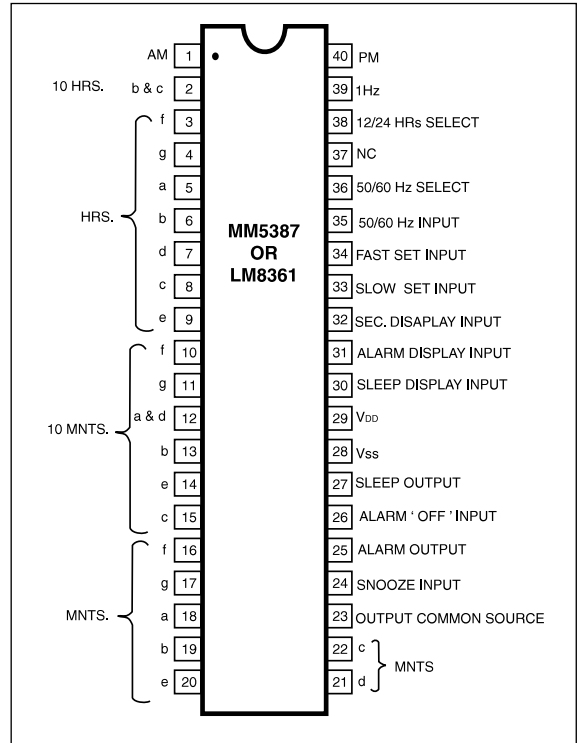 AM 1
10 HRS. b & c 2
HRS.
f 3
g 4
a 5
b 6
d 7
c 8
e 9
10 MNTS.
f 10
g 11
a & d 12
b 13
e 14
c 15
MNTS.
f 16
g 17
a 18
b 19
e 20
MM5387
OR
LM8361
40 PM
39 1Hz
38 12/24 HRs SELECT
37 NC
36 50/60 Hz SELECT
35 50/60 Hz INPUT
34 FAST SET INPUT
33 SLOW SET INPUT
32 SEC. DISAPLAY INPUT
31 ALARM DISPLAY INPUT
30 SLEEP DISPLAY INPUT
29 VDD
28 Vss
27 SLEEP OUTPUT
26 ALARM ' OFF ' INPUT
25 ALARM OUTPUT
24 SNOOZE INPUT
23 OUTPUT COMMON SOURCE
22 c
21 d
MNTS